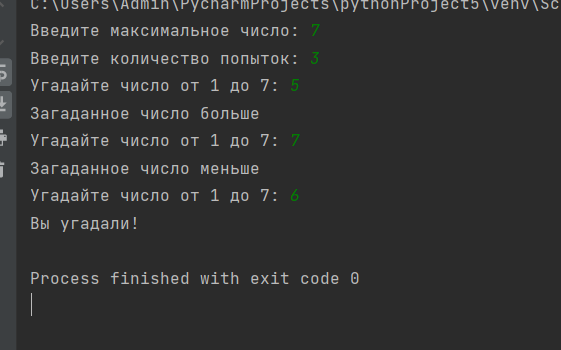 C:\Users\Admin\PycharmProjects\pythonProject5\venv\Sc
Введите максимальное число: 7
Введите количество попыток: 3
Угадайте число от 1 до 7: 5
Загаданное число больше
Угадайте число от 1 до 7: 7
Загаданное число меньше
Угадайте число от 1 до 7: 6
Вы угадали!
Process finished with exit code 0